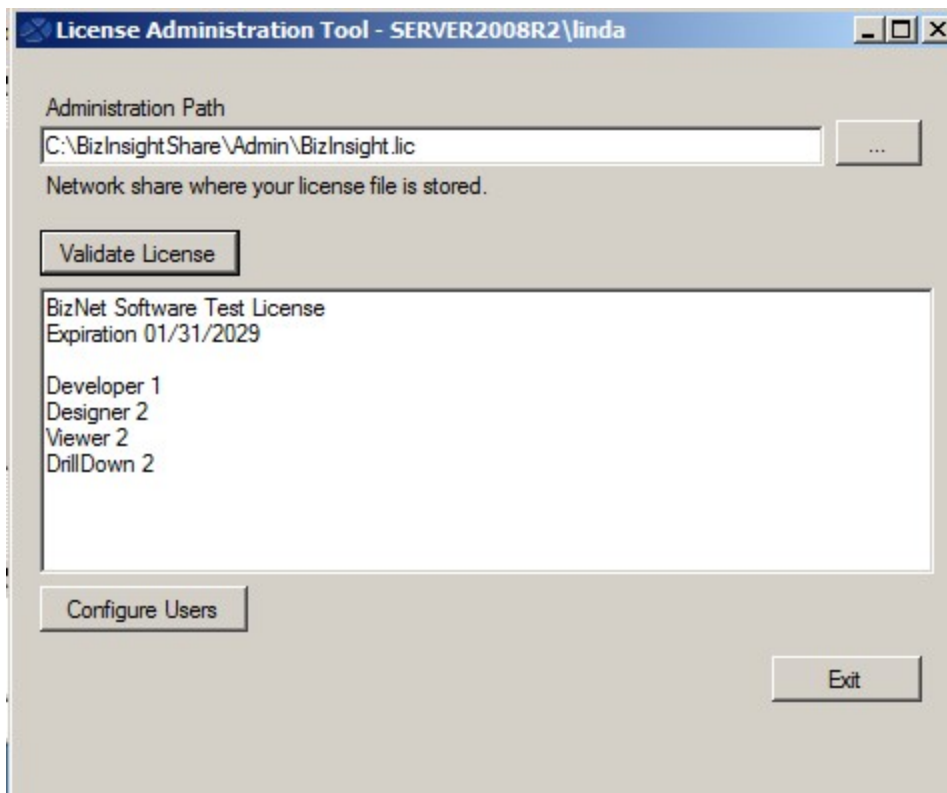 License Administration Tool - SERVER2008R2\linda
Administration Path
C:\BizInsightShare\Admin\BizInsight.lic
...
Network share where your license file is stored.
Validate License
BizNet Software Test License
Expiration 01/31/2029
Developer 1
Designer 2
Viewer 2
DrillDown 2
Configure Users
Exit